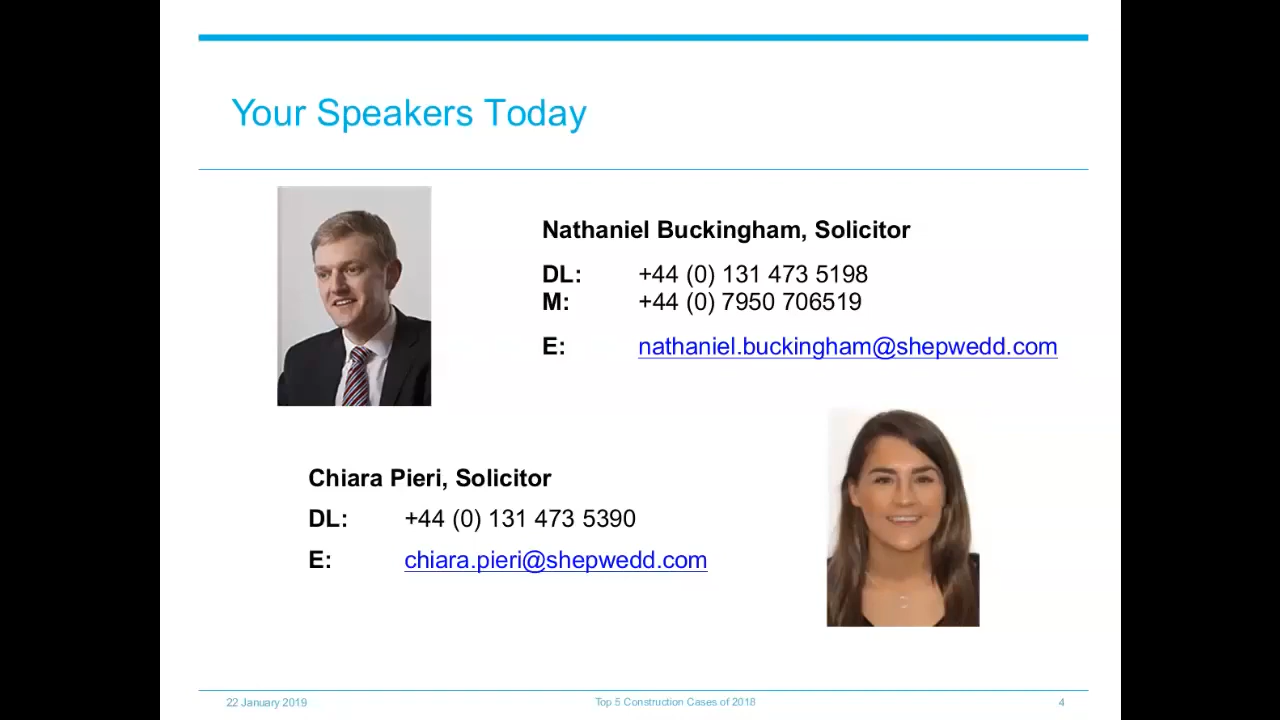 Your Speakers Today
Nathaniel Buckingham, Solicitor
DL: +44 (0) 131 473 5198
M: +44 (0) 7950 706519
E: nathaniel.buckingham@shepwedd.com
Chiara Pieri, Solicitor
DL: +44 (0) 131 473 5390
E: chiara.pieri@shepwedd.com
22 January 2019 Top 5 Construction Cases of 2018 4